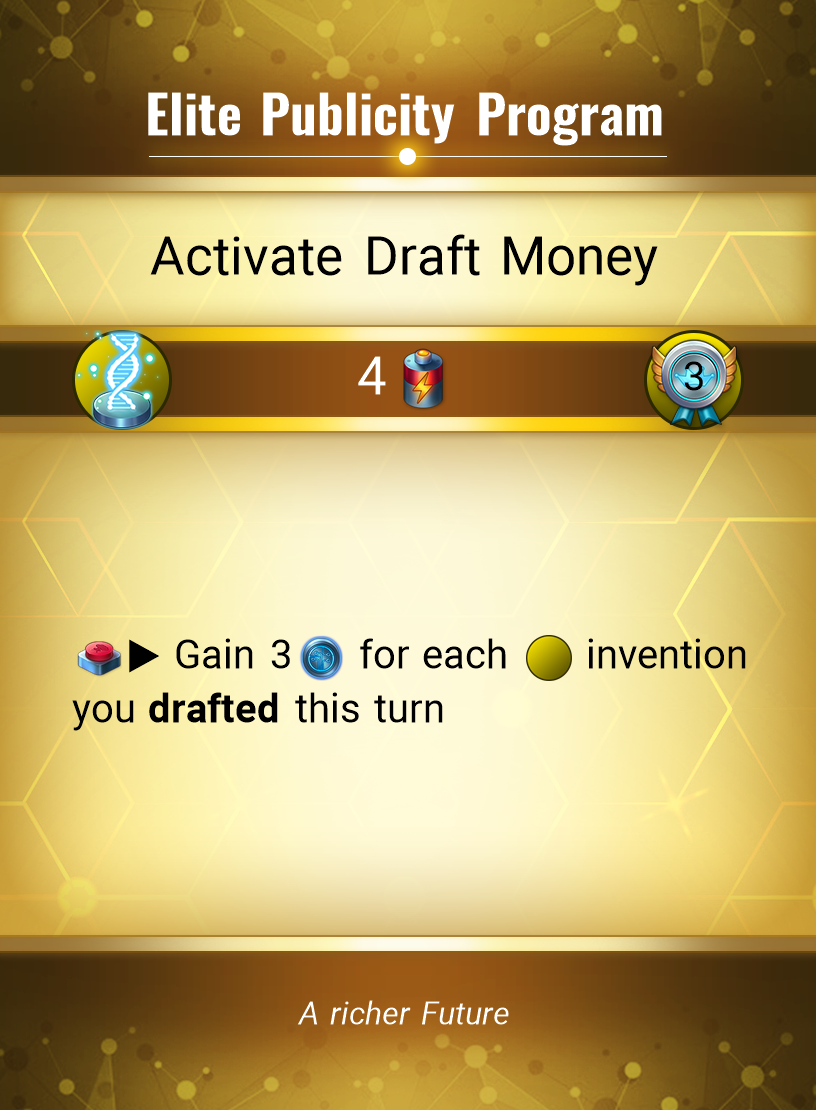 Elite Publicity Program
Activate Draft Money
4
3
Gain 3 for each invention
you drafted this turn
A richer Future